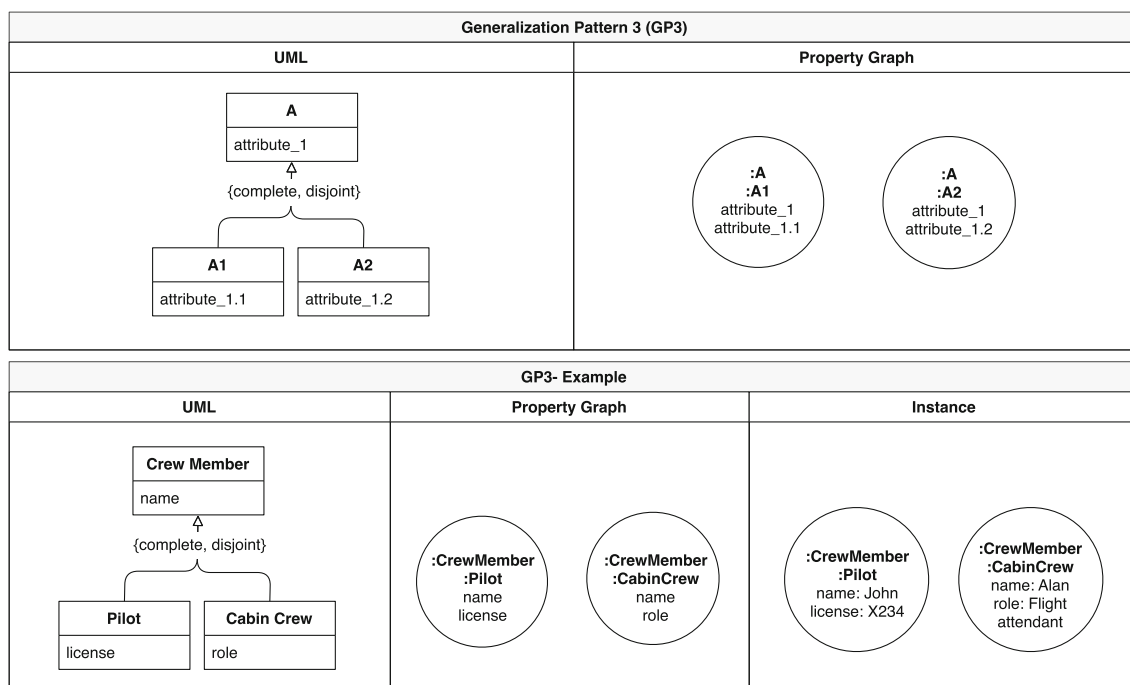 Generalization Pattern 3 (GP3)
UML
Property Graph
A
attribute_1
{complete, disjoint}
A1
attribute_1.1
A2
attribute_1.2
:A
:A1
attribute_1
attribute_1.1
:A
:A2
attribute_1
attribute_1.2
GP3- Example
UML
Property Graph
Instance
Crew Member
name
{complete, disjoint}
Pilot
license
Cabin Crew
role
:CrewMember
:Pilot
name
license
:CrewMember
:CabinCrew
name
role
:CrewMember
:Pilot
name: John
license: X234
:CrewMember
:CabinCrew
name: Alan
role: Flight
attendant